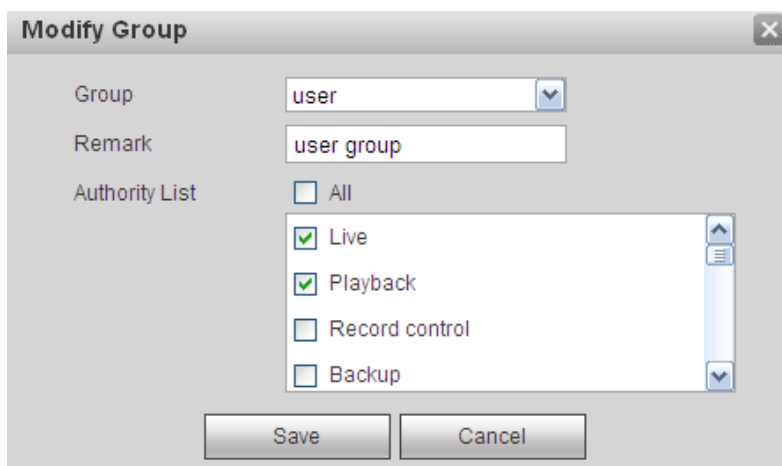 Modify Group
Group
user
Remark
user group
Authority List
All
Live
Playback
Record control
Backup
Save
Cancel